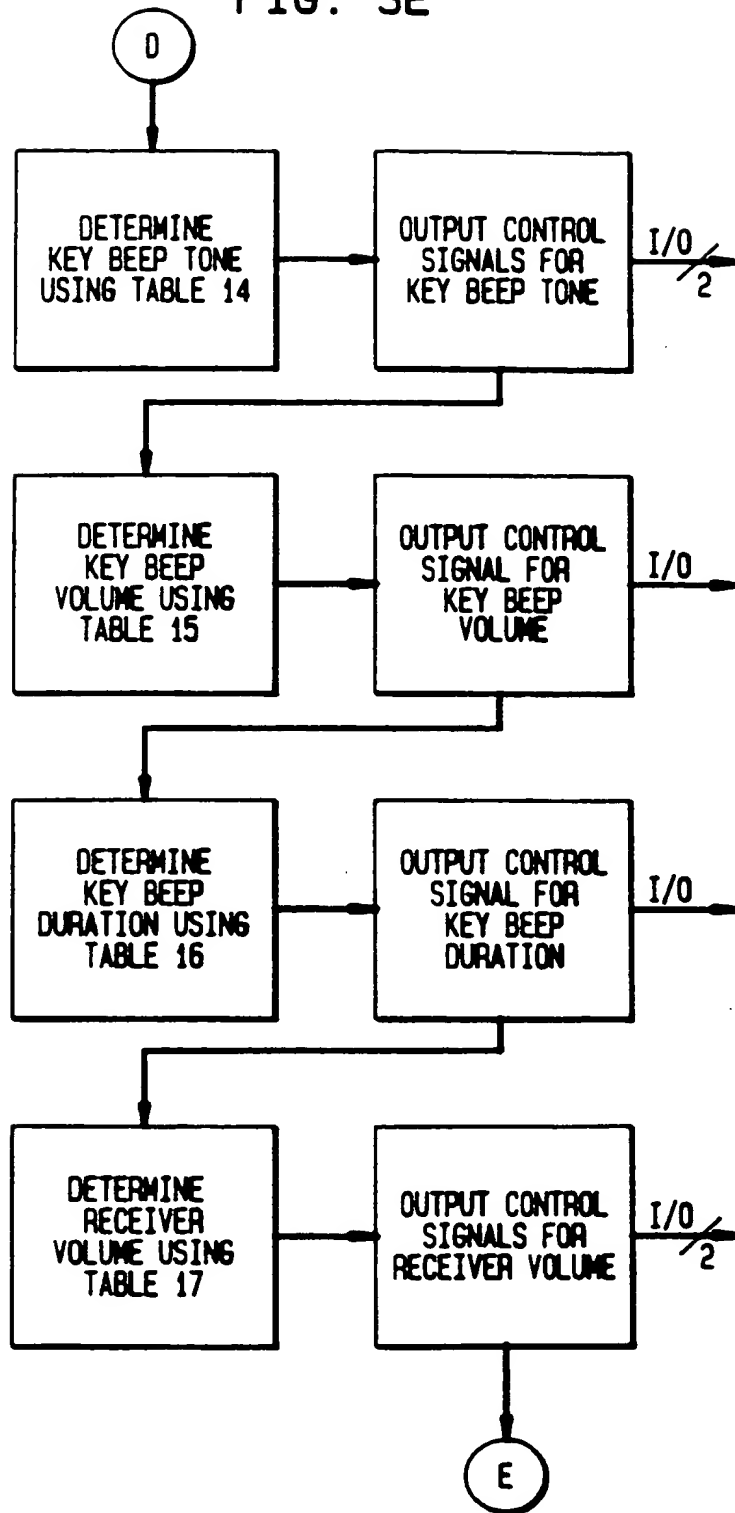 FIG. 3E
D
DETERMINE
KEY BEEP TONE
USING TABLE 14
OUTPUT CONTROL
SIGNALS FOR
KEY BEEP TONE
I/O
2
DETERMINE
KEY BEEP
VOLUME USING
TABLE 15
OUTPUT CONTROL
SIGNAL FOR
KEY BEEP
VOLUME
I/O
DETERMINE
KEY BEEP
DURATION USING
TABLE 16
OUTPUT CONTROL
SIGNAL FOR
KEY BEEP
DURATION
I/O
DETERMINE
RECEIVER
VOLUME USING
TABLE 17
OUTPUT CONTROL
SIGNALS FOR
RECEIVER VOLUME
I/O
2
E